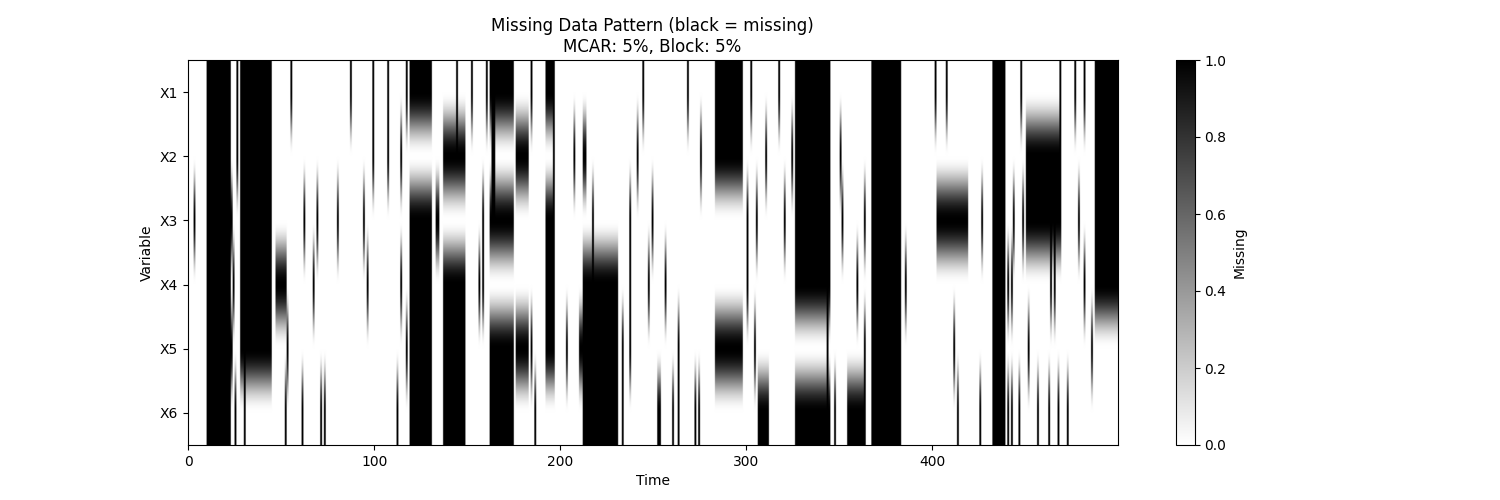 Missing Data Pattern (black = missing)
MCAR: 5%, Block: 5%
X1
X2
X3
X4
X5
X6
Variable
0 100 200 300 400
Time
1.0
0.8
0.6
0.4
0.2
0.0
Missing